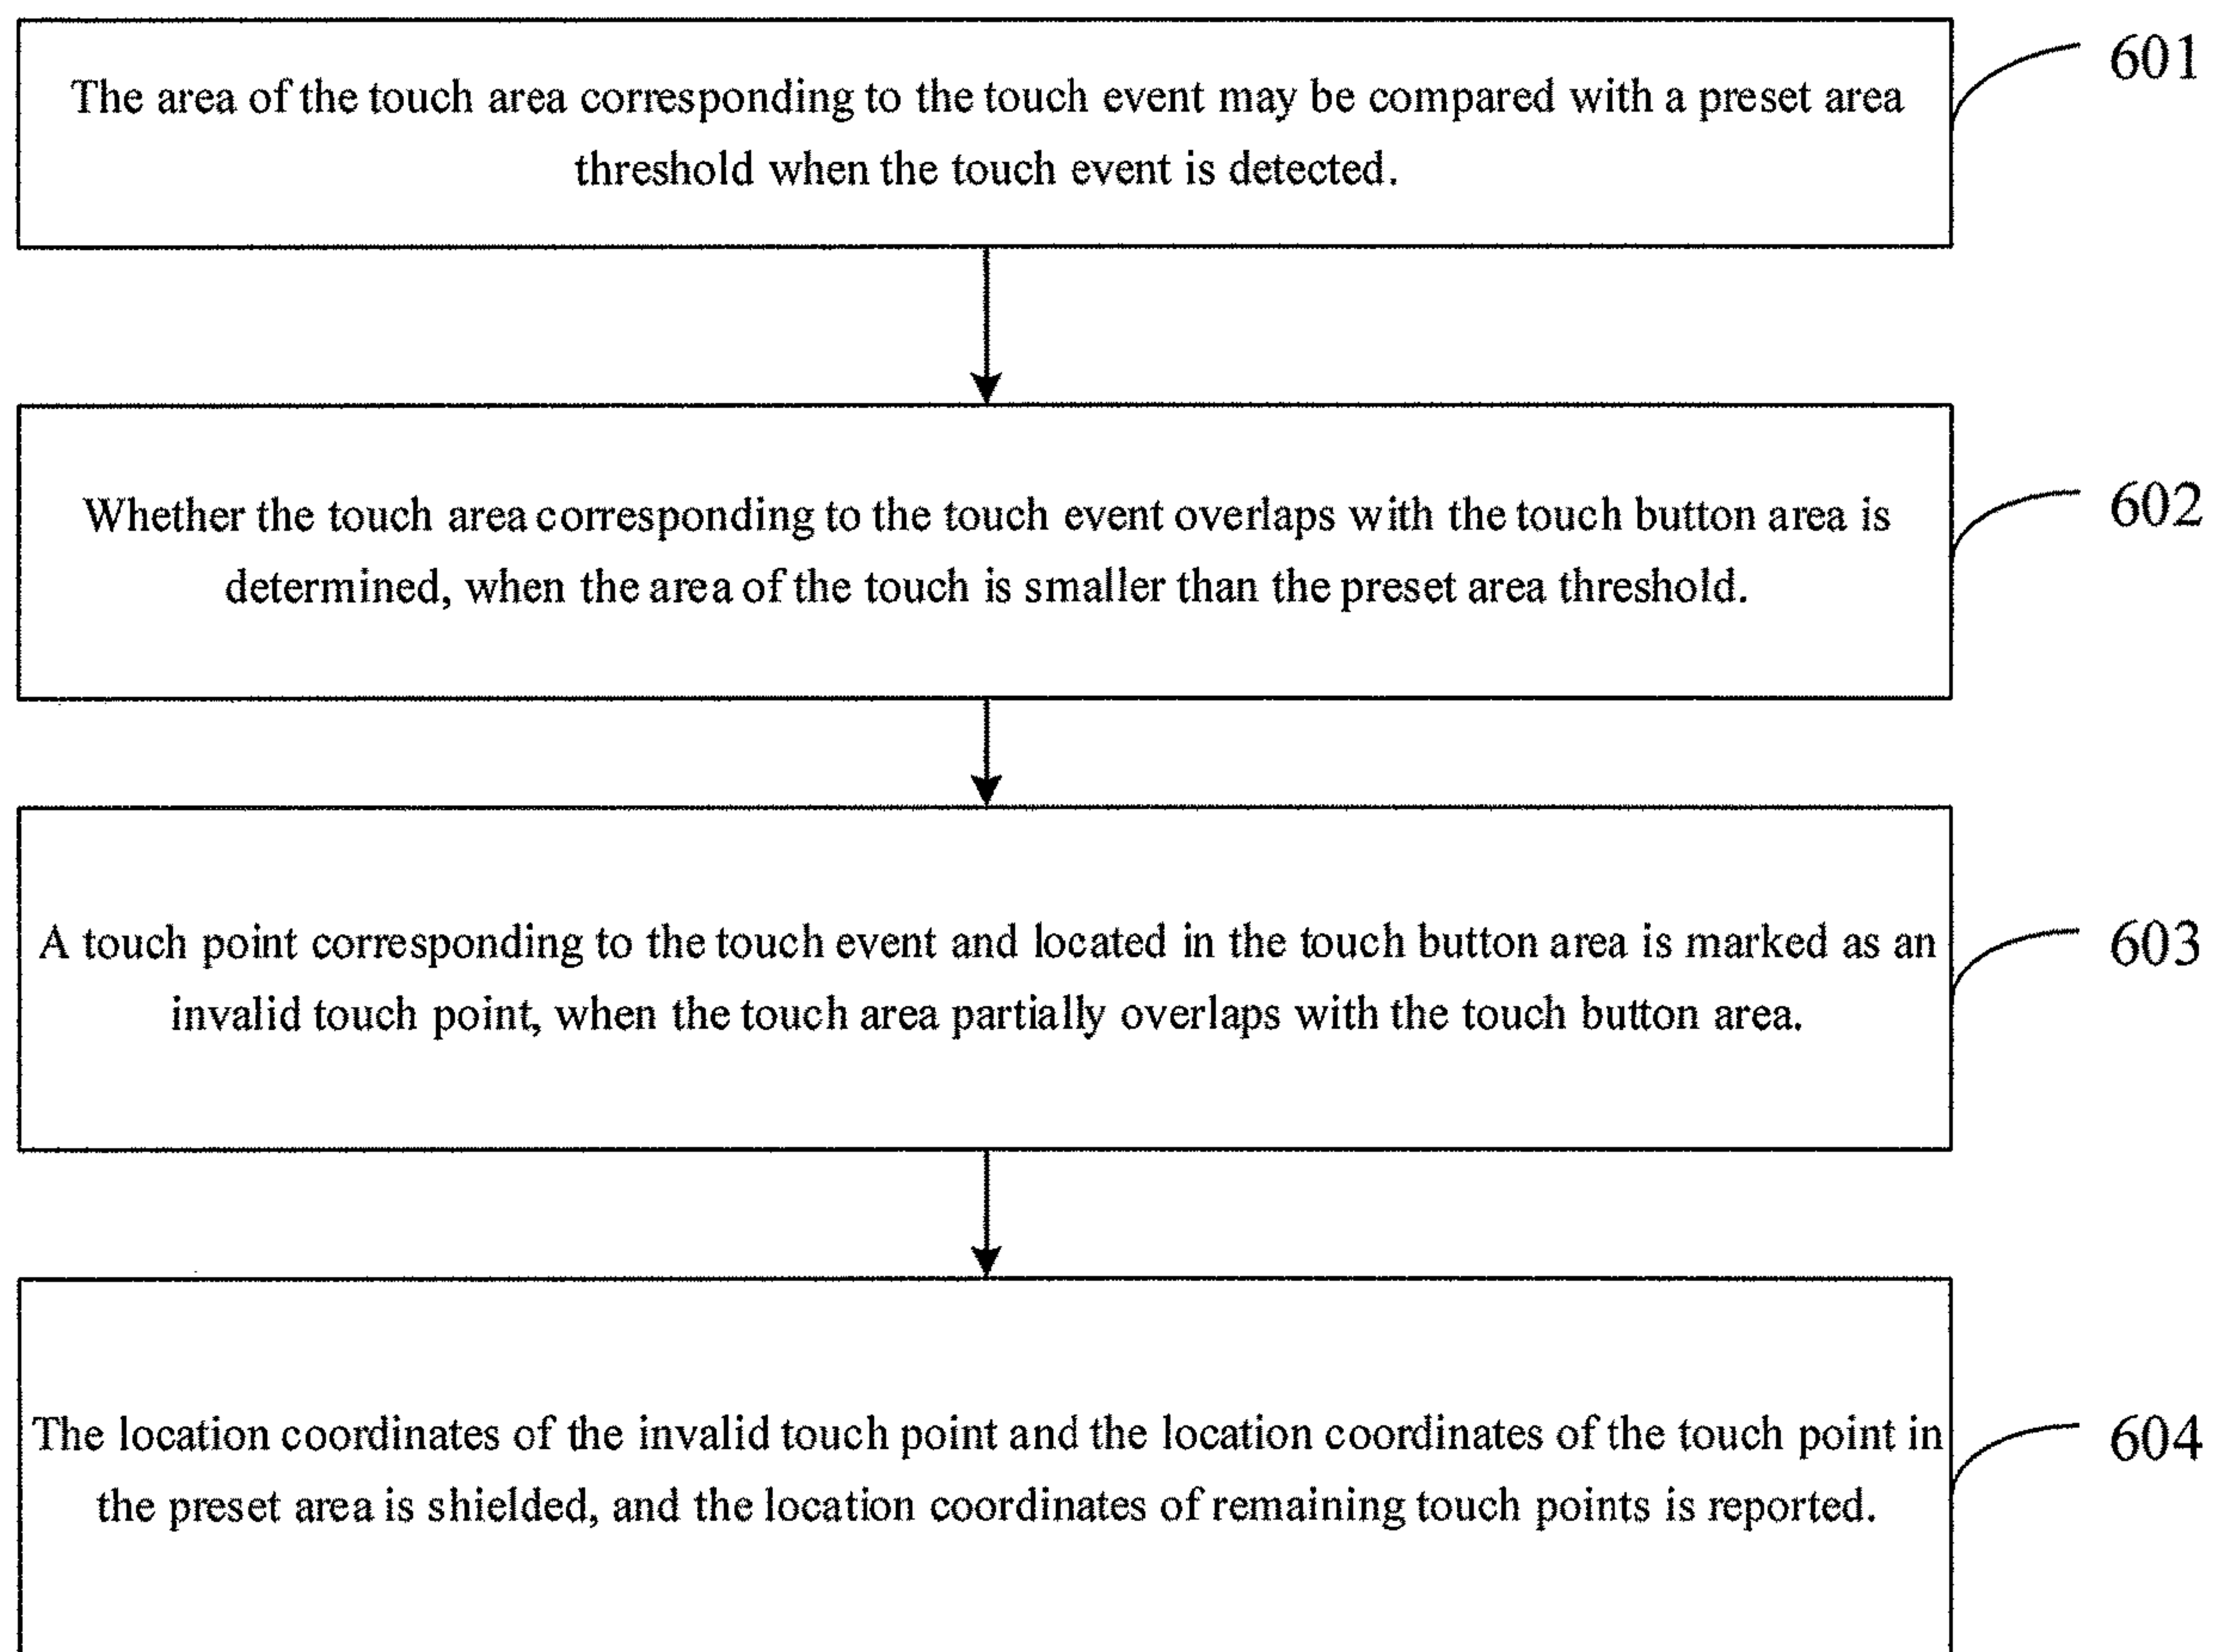 The area of the touch area corresponding to the touch event may be compared with a preset area
threshold when the touch event is detected.
601
Whether the touch area corresponding to the touch event overlaps with the touch button area is
determined, when the area of the touch is smaller than the preset area threshold.
602
A touch point corresponding to the touch event and located in the touch button area is marked as an
invalid touch point, when the touch area partially overlaps with the touch button area.
603
The location coordinates of the invalid touch point and the location coordinates of the touch point in
the preset area is shielded, and the location coordinates of remaining touch points is reported.
604